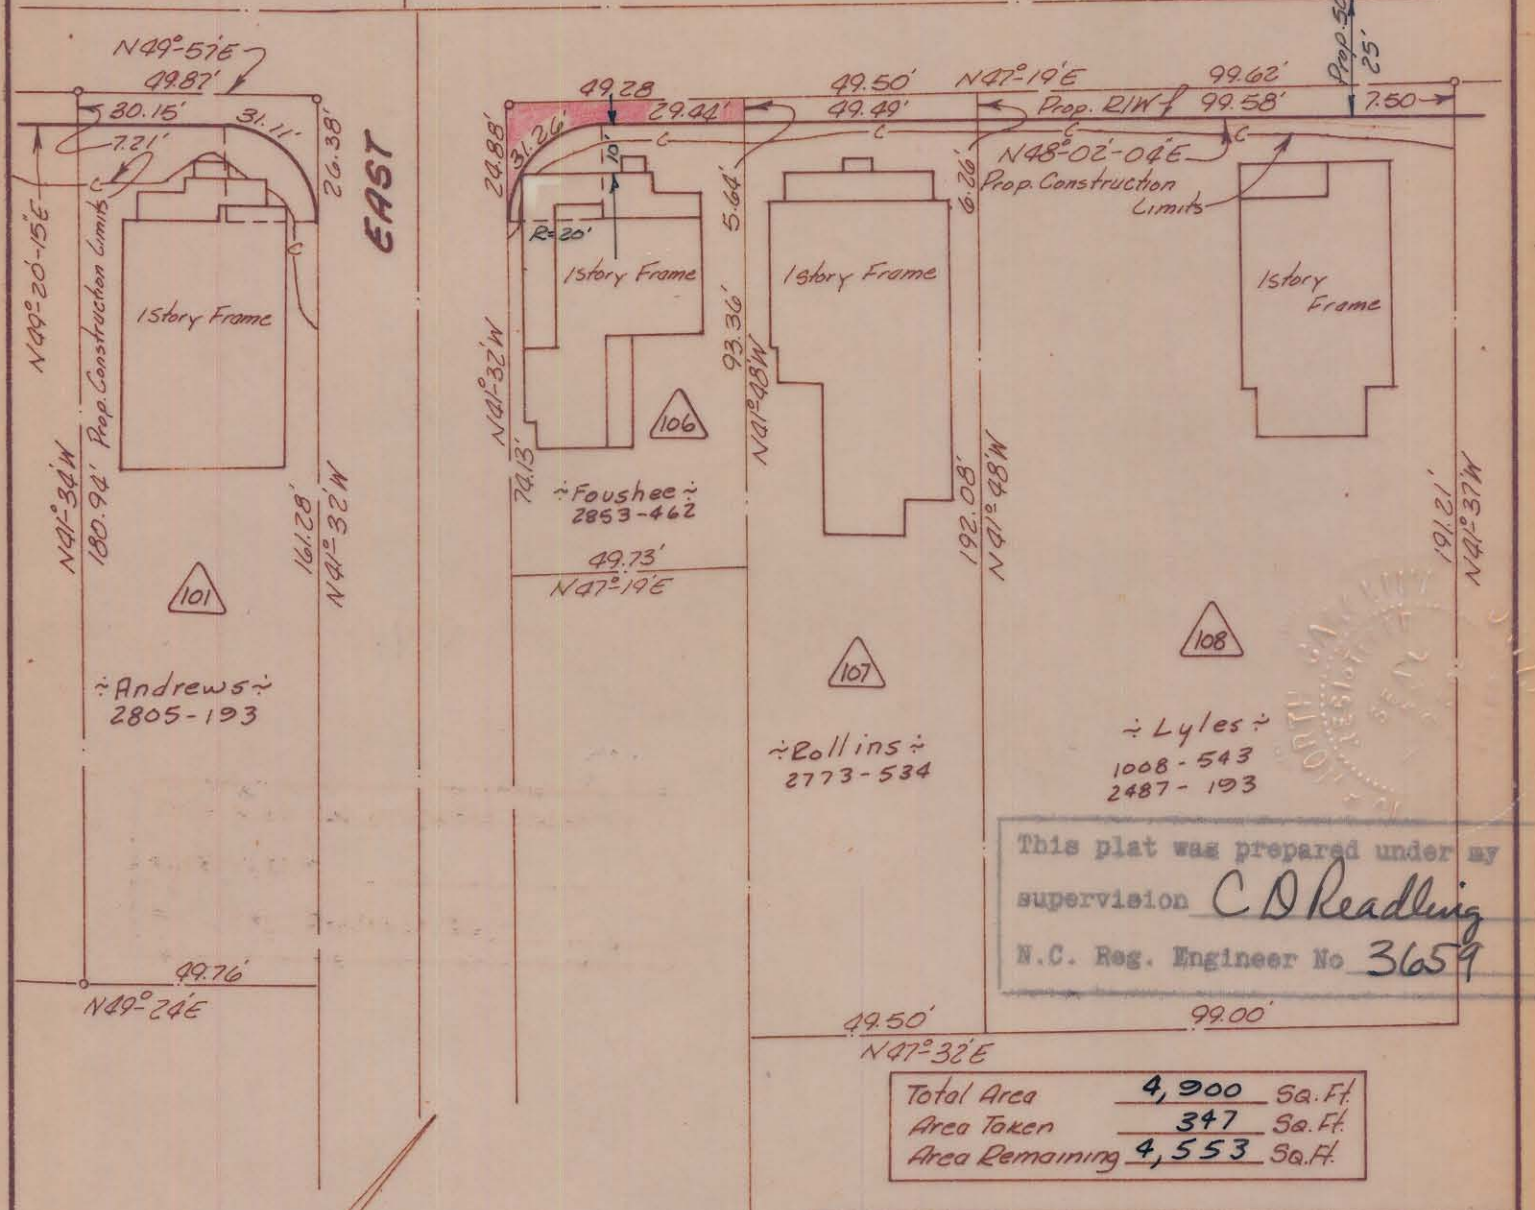 N49°-57'E
49.87'
30.15'
31.11'
7.21'
26.38'
EAST
N49°-20'-15"E
Prop. Construction Limits
C
C
1 Story Frame
N41°-34'W
180.94'
161.28'
N41°-32'W
101
÷Andrews÷
2805-193
49.76'
N49°-24'E
49.28
29.44'
24.88'
31.26'
10'
C
R=20'
1 Story Frame
5.64'
93.36'
N41°-48'W
N41°-32'W
74.13'
106
÷Foushee÷
2853-462
49.73'
N47°-19'E
49.50'
49.49'
N47°-19'E
99.62'
Prop. R/W
99.58'
7.50
25'
C
C
C
N48°-02'-04"E
Prop. Construction
Limits
6.26'
1 Story Frame
1 Story
Frame
192.08'
N41°-48'W
191.21'
N41°-37'W
107
÷Rollins÷
2773-534
108
÷Lyles÷
1008-543
2487-193
SEAL
This plat was prepared under my
supervision C D Readling
N.C. Reg. Engineer No 3659
49.50'
99.00'
N47°-32'E
Total Area 4,900 Sq. Ft.
Area Taken 347 Sq. Ft.
Area Remaining 4,553 Sq. Ft.